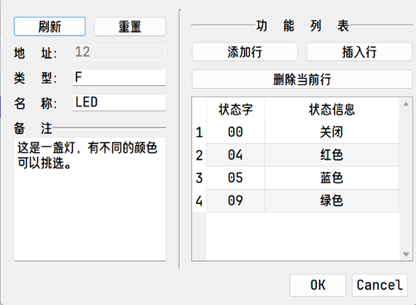 刷新 重置
地 址： 12
类 型： F
名 称： LED
备 注
这是一盏灯，有不同的颜色
可以挑选。
功 能 列 表
添加行 插入行
删除当前行
状态字 状态信息
1 00 关闭
2 04 红色
3 05 蓝色
4 09 绿色
OK Cancel